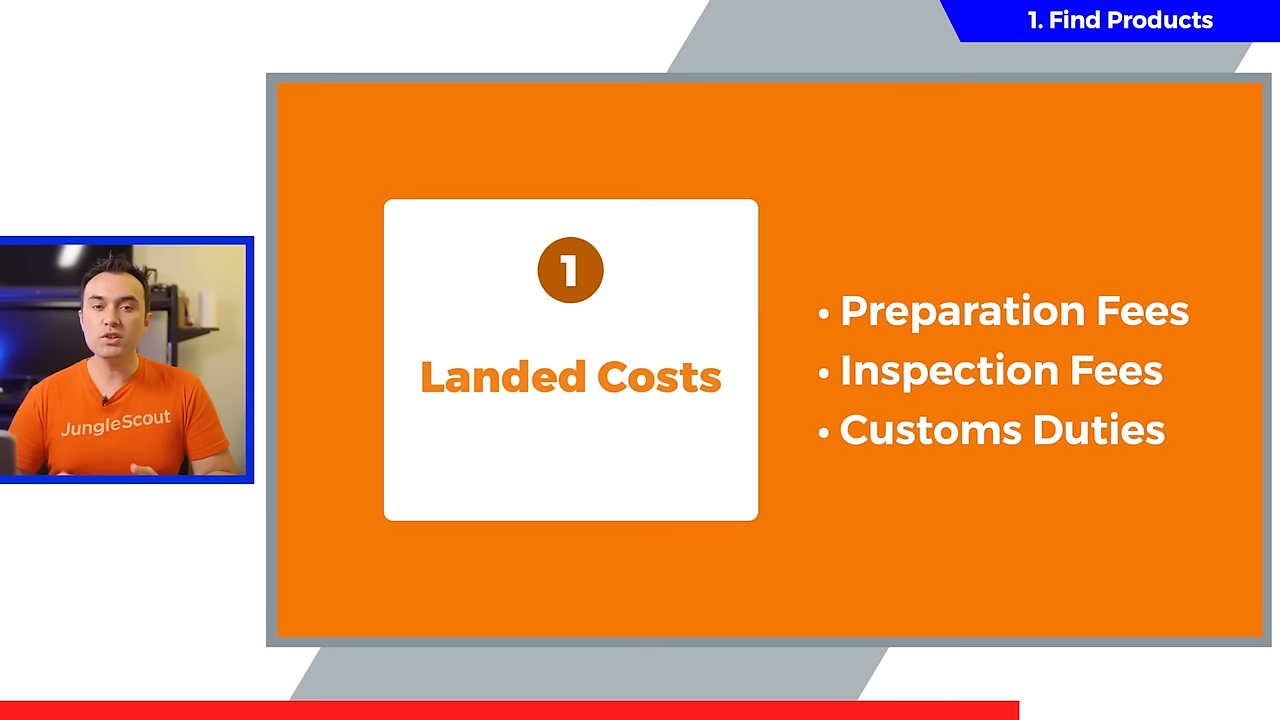 1. Find Products
1
Landed Costs
• Preparation Fees
• Inspection Fees
• Customs Duties
JungleScout